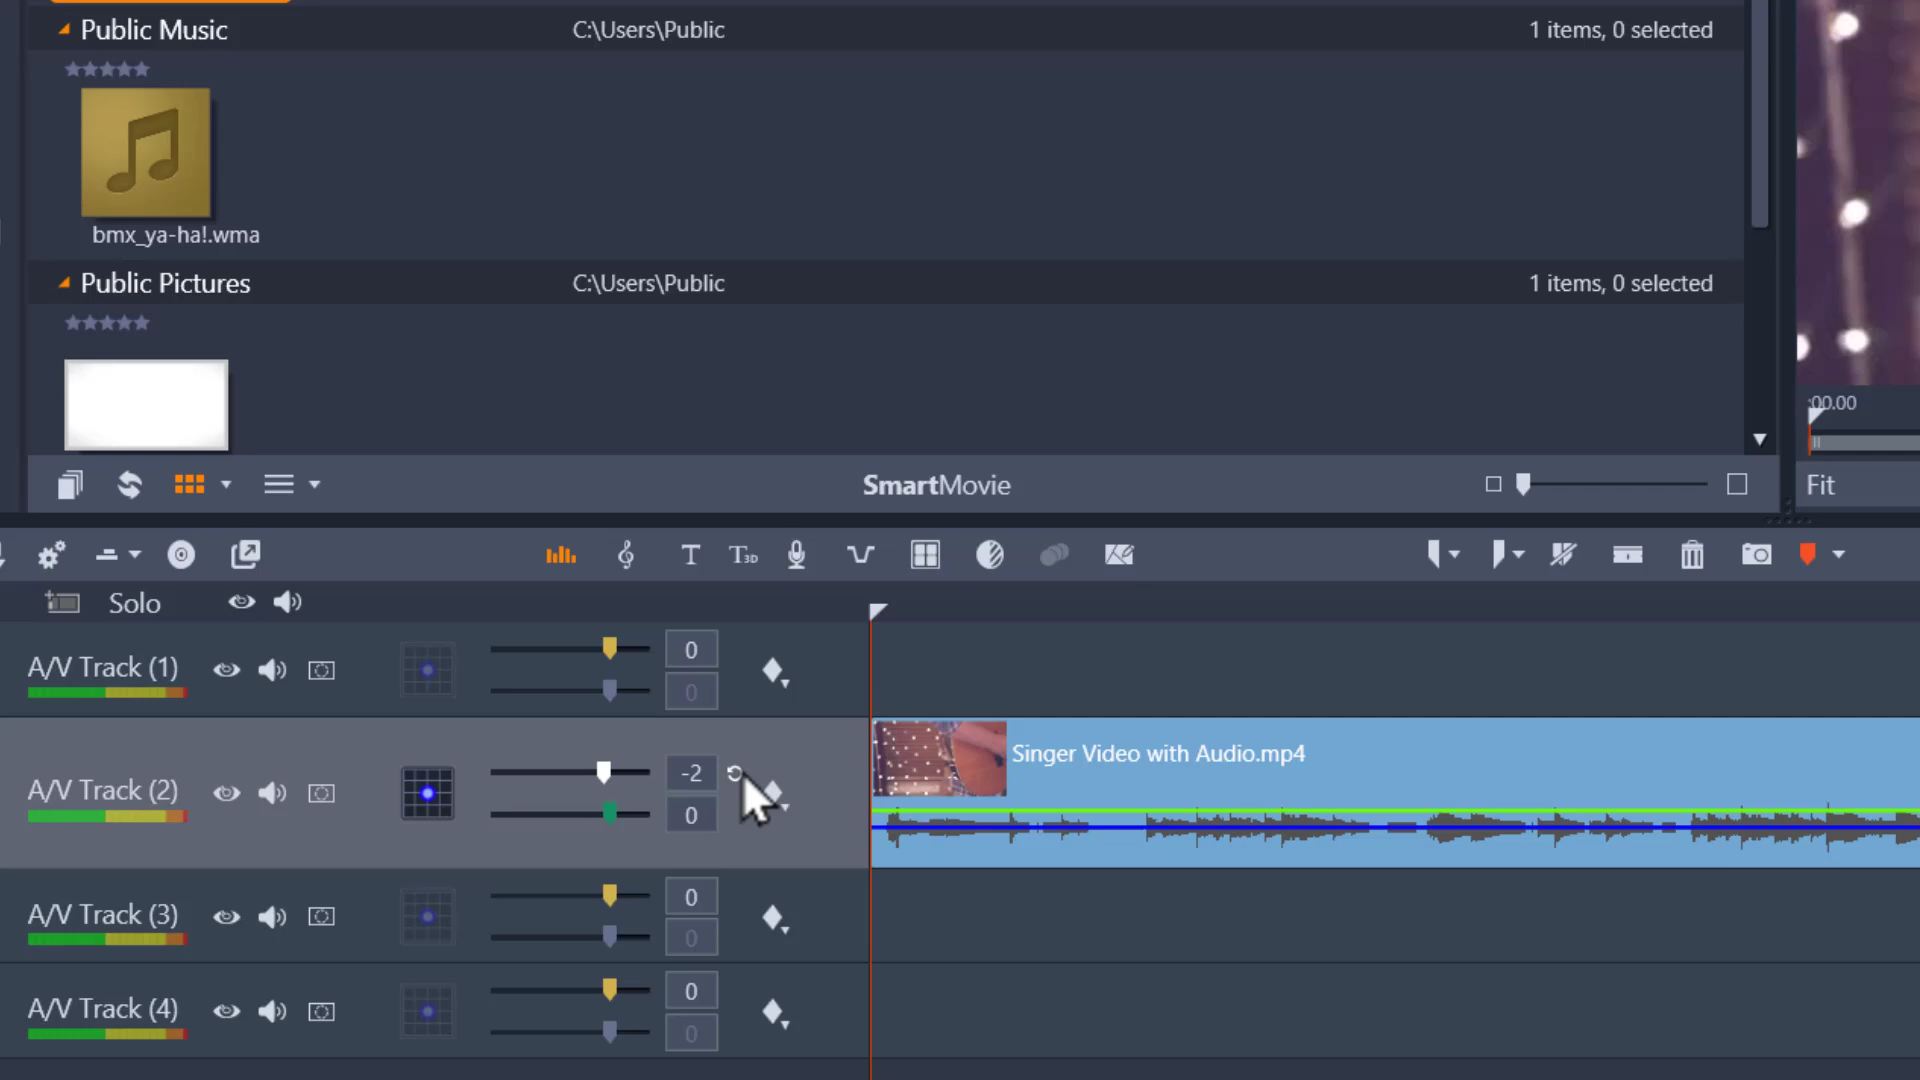 Public Music C:\Users\Public 1 items, 0 selected
bmx_ya-ha!.wma
Public Pictures C:\Users\Public 1 items, 0 selected
:00.00
SmartMovie
Fit
T T3D
Solo
A/V Track (1) 0
0
Singer Video with Audio.mp4
A/V Track (2) -2
0
A/V Track (3) 0
0
A/V Track (4) 0
0